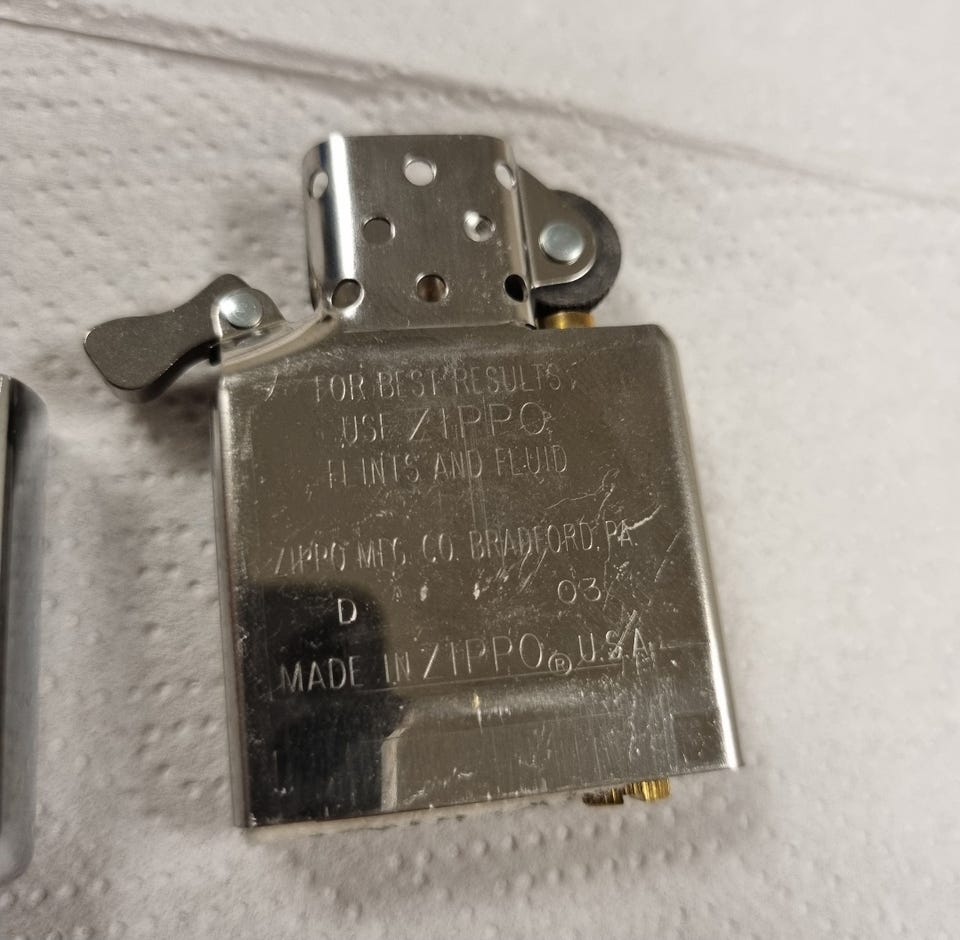 FOR BEST RESULTS
USE ZIPPO
FLINTS AND FLUID
ZIPPO MFG. CO. BRADFORD, PA.
D 03
MADE IN ZIPPO® U.S.A.